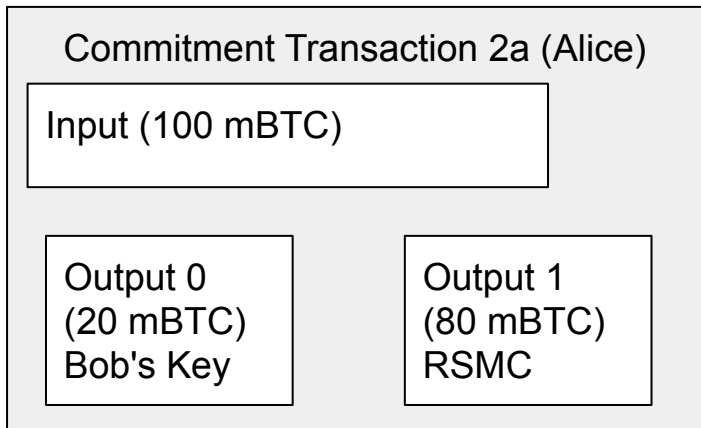 Commitment Transaction 2a (Alice)
Input (100 mBTC)
Output 0
(20 mBTC)
Bob's Key
Output 1
(80 mBTC)
RSMC